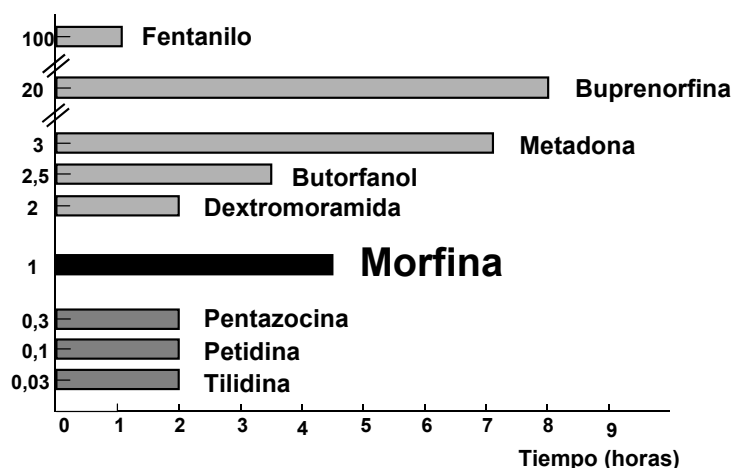 100 Fentanilo
20 Buprenorfina
3 Metadona
2,5 Butorfanol
2 Dextromoramida
1 Morfina
0,3 Pentazocina
0,1 Petidina
0,03 Tilidina
0 1 2 3 4 5 6 7 8 9
Tiempo (horas)